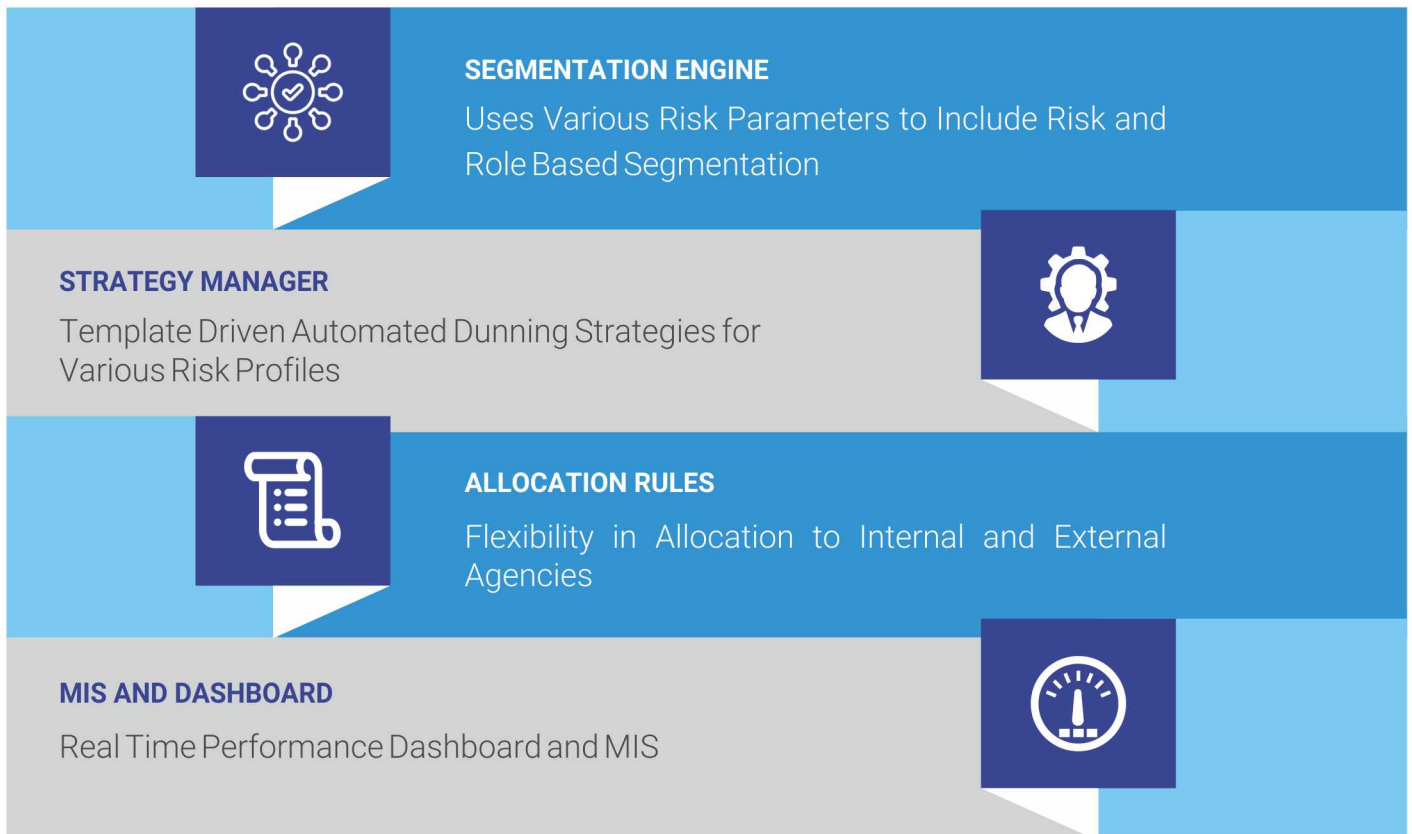 SEGMENTATION ENGINE
Uses Various Risk Parameters to Include Risk and
Role Based Segmentation
STRATEGY MANAGER
Template Driven Automated Dunning Strategies for
Various Risk Profiles
ALLOCATION RULES
Flexibility in Allocation to Internal and External
Agencies
MIS AND DASHBOARD
Real Time Performance Dashboard and MIS